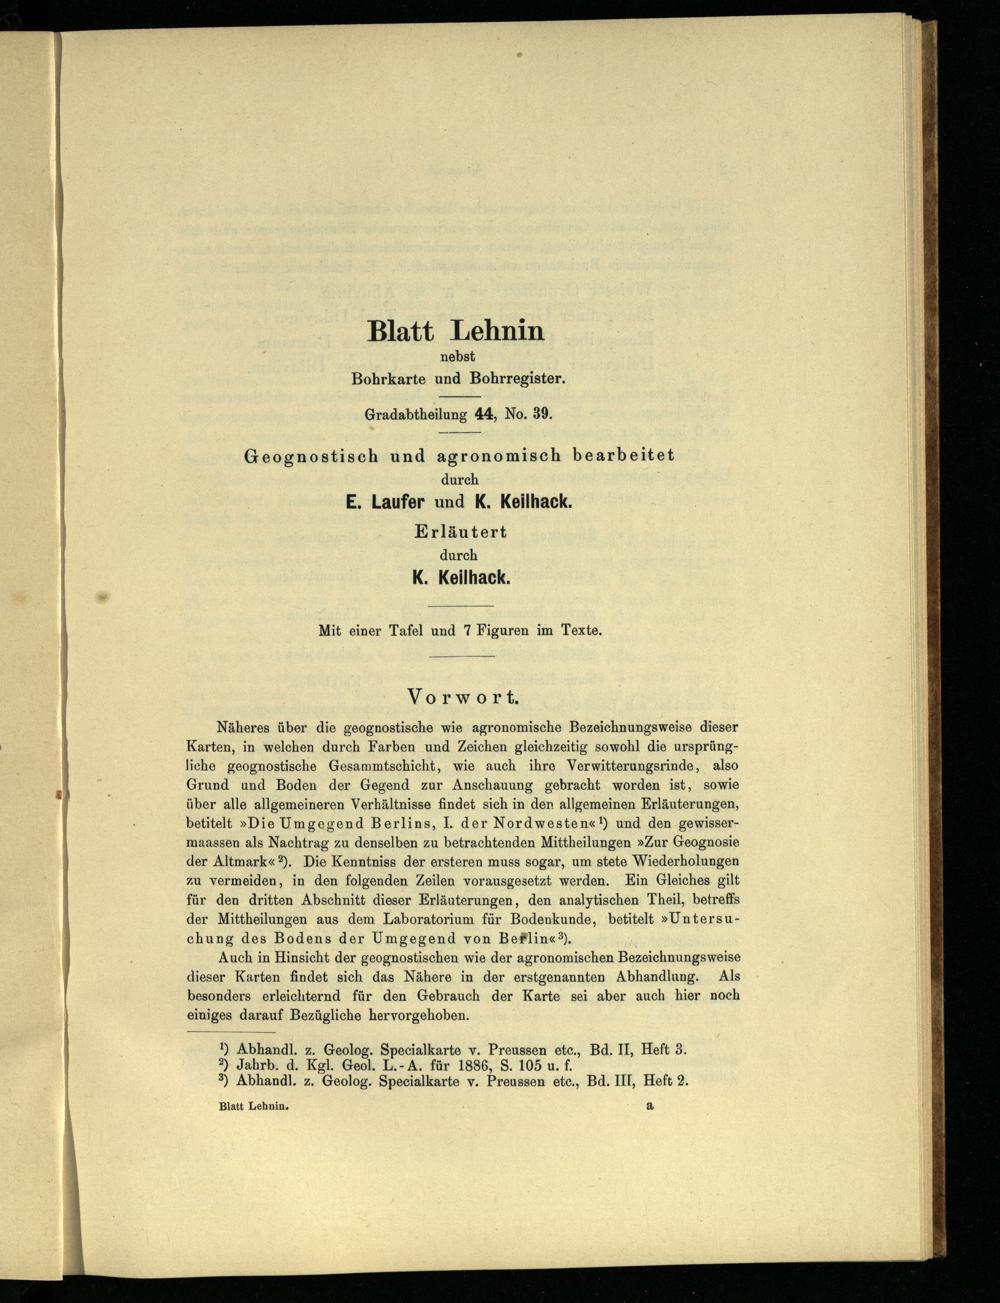 Blatt Lehnin
nebst
Bohrkarte und Bohrregister.
Gradabtheilung 44, No. 39.
Geognostisch und agronomisch bearbeitet
durch
E. Laufer und K. Keilhack.
Erläutert
durch
K. Keilhack.
Mit einer Tafel und 7 Figuren im Texte.
Vorwort.
Näheres über die geognostische wie agronomische Bezeichnungsweise dieser
Karten, in welchen durch Farben und Zeichen gleichzeitig sowohl die ursprüng-
liche geognostische Gesammtschicht, wie auch ihre Verwitterungsrinde, also
Grund und Boden der Gegend zur Anschauung gebracht worden ist, sowie
über alle allgemeineren Verhältnisse findet sich in den allgemeinen Erläuterungen,
betitelt »Die Umgegend Berlins, I. der Nordwesten« ¹) und den gewisser-
maassen als Nachtrag zu denselben zu betrachtenden Mittheilungen »Zur Geognosie
der Altmark« ²). Die Kenntniss der ersteren muss sogar, um stete Wiederholungen
zu vermeiden, in den folgenden Zeilen vorausgesetzt werden. Ein Gleiches gilt
für den dritten Abschnitt dieser Erläuterungen, den analytischen Theil, betreffs
der Mittheilungen aus dem Laboratorium für Bodenkunde, betitelt »Untersu-
chung des Bodens der Umgegend von Berlin« ³).
Auch in Hinsicht der geognostischen wie der agronomischen Bezeichnungsweise
dieser Karten findet sich das Nähere in der erstgenannten Abhandlung. Als
besonders erleichternd für den Gebrauch der Karte sei aber auch hier noch
einiges darauf Bezügliche hervorgehoben.
¹) Abhandl. z. Geolog. Specialkarte v. Preussen etc., Bd. II, Heft 3.
²) Jahrb. d. Kgl. Geol. L.-A. für 1886, S. 105 u. f.
³) Abhandl. z. Geolog. Specialkarte v. Preussen etc., Bd. III, Heft 2.
Blatt Lehnin. a